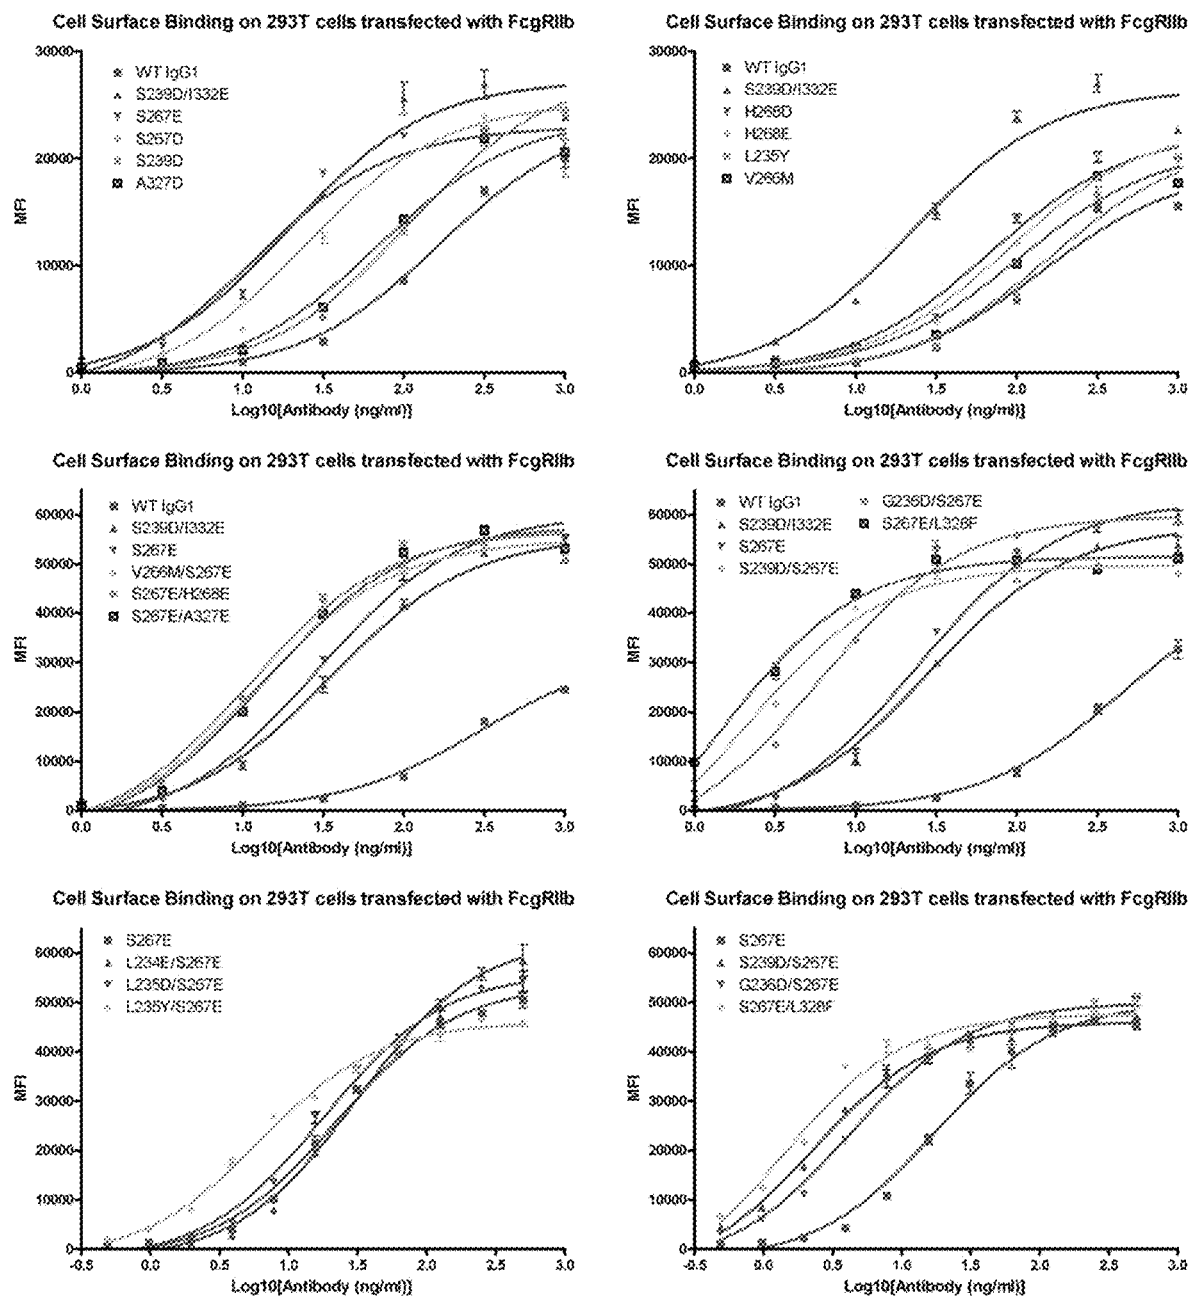 Cell Surface Binding on 293T cells transfected with FcgRIIb
30000
20000
10000
0
MFI
WT IgG1
S239D/I332E
S267E
S267D
S239D
A327D
0.0 0.5 1.0 1.5 2.0 2.5 3.0
Log10[Antibody (ng/ml)]
Cell Surface Binding on 293T cells transfected with FcgRIIb
30000
20000
10000
0
MFI
WT IgG1
S239D/I332E
H268D
H268E
L235Y
V266M
0.0 0.5 1.0 1.5 2.0 2.5 3.0
Log10[Antibody (ng/ml)]
Cell Surface Binding on 293T cells transfected with FcgRIIb
60000
50000
40000
30000
20000
10000
0
MFI
WT IgG1
S239D/I332E
S267E
V266M/S267E
S267E/H268E
S267E/A327E
0.0 0.5 1.0 1.5 2.0 2.5 3.0
Log10[Antibody (ng/ml)]
Cell Surface Binding on 293T cells transfected with FcgRIIb
60000
50000
40000
30000
20000
10000
0
MFI
WT IgG1
S239D/I332E
S267E
S239D/S267E
G236D/S267E
S267E/L328F
0.0 0.5 1.0 1.5 2.0 2.5 3.0
Log10[Antibody (ng/ml)]
Cell Surface Binding on 293T cells transfected with FcgRIIb
60000
50000
40000
30000
20000
10000
0
MFI
S267E
L234E/S267E
L235D/S267E
L235Y/S267E
-0.5 0.0 0.5 1.0 1.5 2.0 2.5 3.0
Log10[Antibody (ng/ml)]
Cell Surface Binding on 293T cells transfected with FcgRIIb
60000
50000
40000
30000
20000
10000
0
MFI
S267E
S239D/S267E
G236D/S267E
S267E/L328F
-0.5 0.0 0.5 1.0 1.5 2.0 2.5 3.0
Log10[Antibody (ng/ml)]